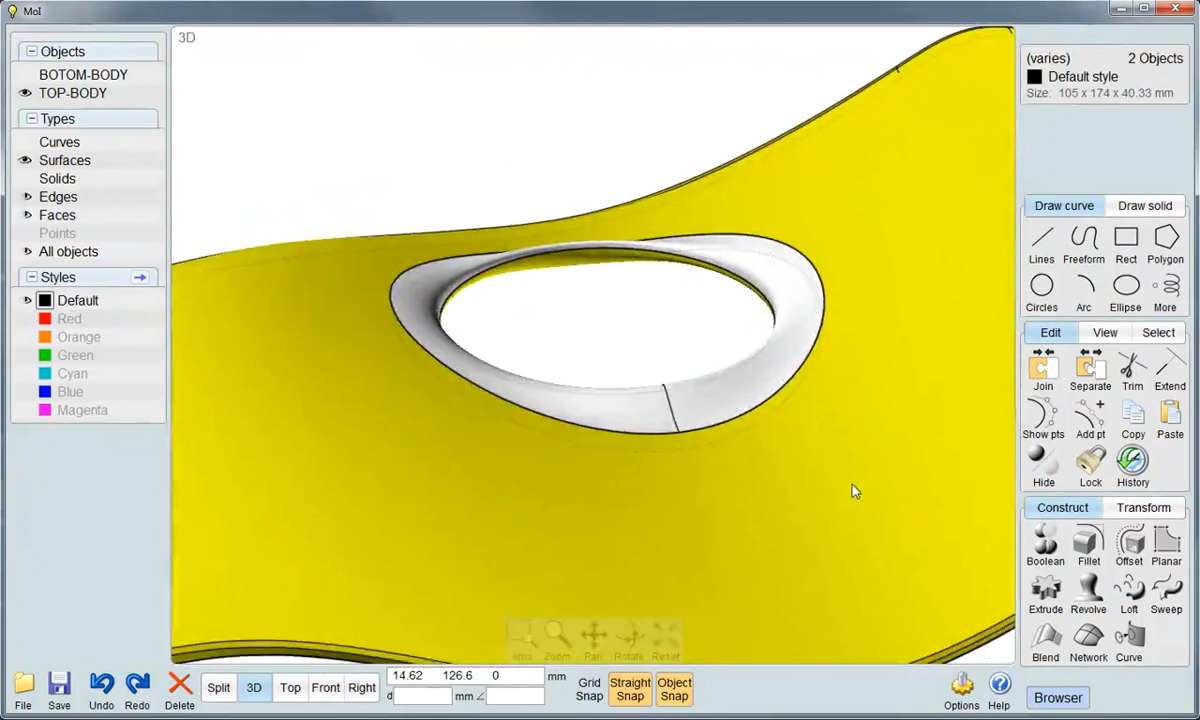 MoI
Objects
BOTOM-BODY
TOP-BODY
Types
Curves
Surfaces
Solids
Edges
Faces
Points
All objects
Styles
Default
Red
Orange
Green
Cyan
Blue
Magenta
3D
(varies) 2 Objects
Default style
Size: 105 x 174 x 40.33 mm
Draw curve Draw solid
Lines Freeform Rect Polygon
Circles Arc Ellipse More
Edit View Select
Join Separate Trim Extend
Show pts Add pt Copy Paste
Hide Lock History
Construct Transform
Boolean Fillet Offset Planar
Extrude Revolve Loft Sweep
Blend Network Curve
Area Zoom Pan Rotate Reset
File Save Undo Redo Delete
Split 3D Top Front Right
14.62 126.6 0 mm
d mm
Grid Snap
Straight Snap
Object Snap
Options Help
Browser